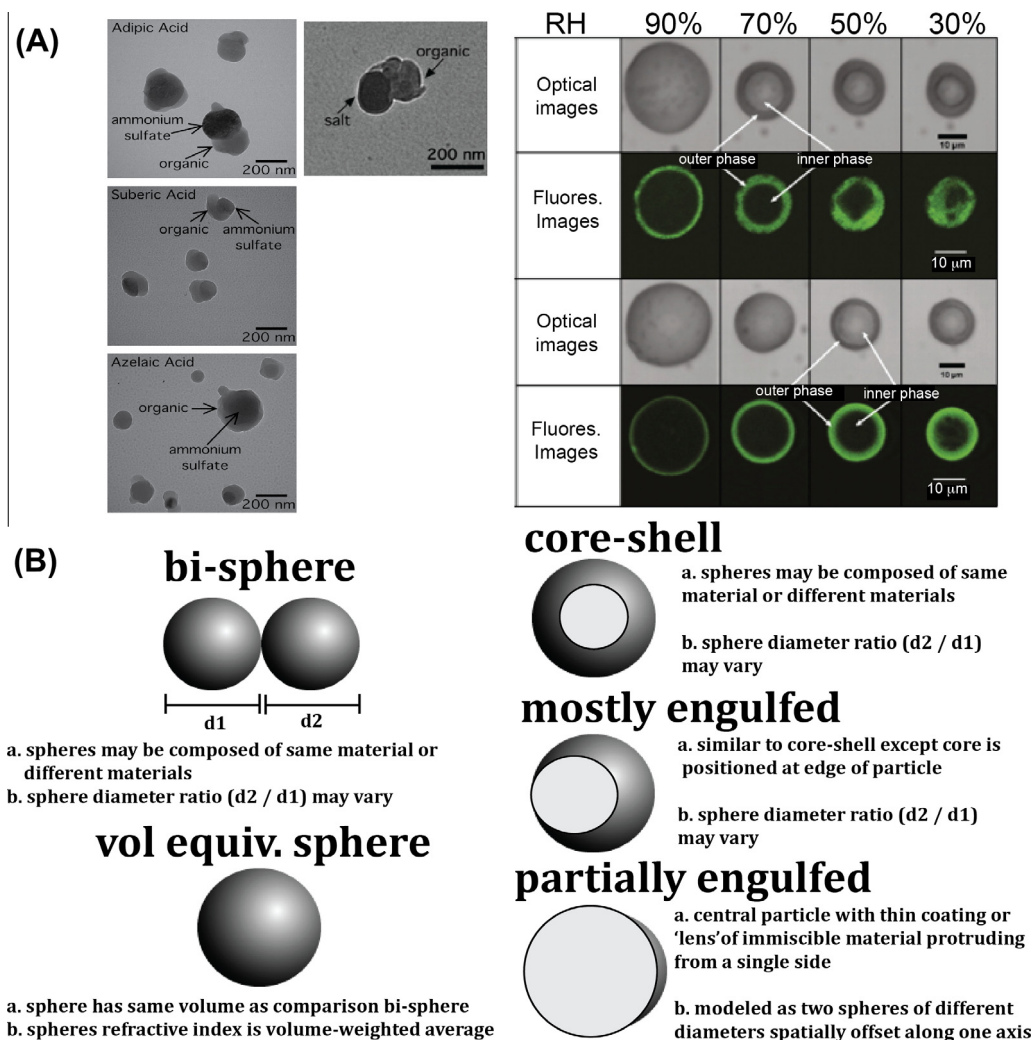 (A)
Adipic Acid
ammonium
sulfate
organic
200 nm
organic
salt
200 nm
Suberic Acid
organic
ammonium
sulfate
200 nm
Azelaic Acid
organic
ammonium
sulfate
200 nm
RH 90% 70% 50% 30%
Optical
images
10 μm
outer phase inner phase
Fluores.
Images
10 μm
Optical
images
10 μm
outer phase inner phase
Fluores.
Images
10 μm
(B)
bi-sphere
d1 d2
a. spheres may be composed of same material or
different materials
b. sphere diameter ratio (d2 / d1) may vary
vol equiv. sphere
a. sphere has same volume as comparison bi-sphere
b. spheres refractive index is volume-weighted average
core-shell
a. spheres may be composed of same
material or different materials
b. sphere diameter ratio (d2 / d1)
may vary
mostly engulfed
a. similar to core-shell except core is
positioned at edge of particle
b. sphere diameter ratio (d2 / d1)
may vary
partially engulfed
a. central particle with thin coating or
'lens'of immiscible material protruding
from a single side
b. modeled as two spheres of different
diameters spatially offset along one axis